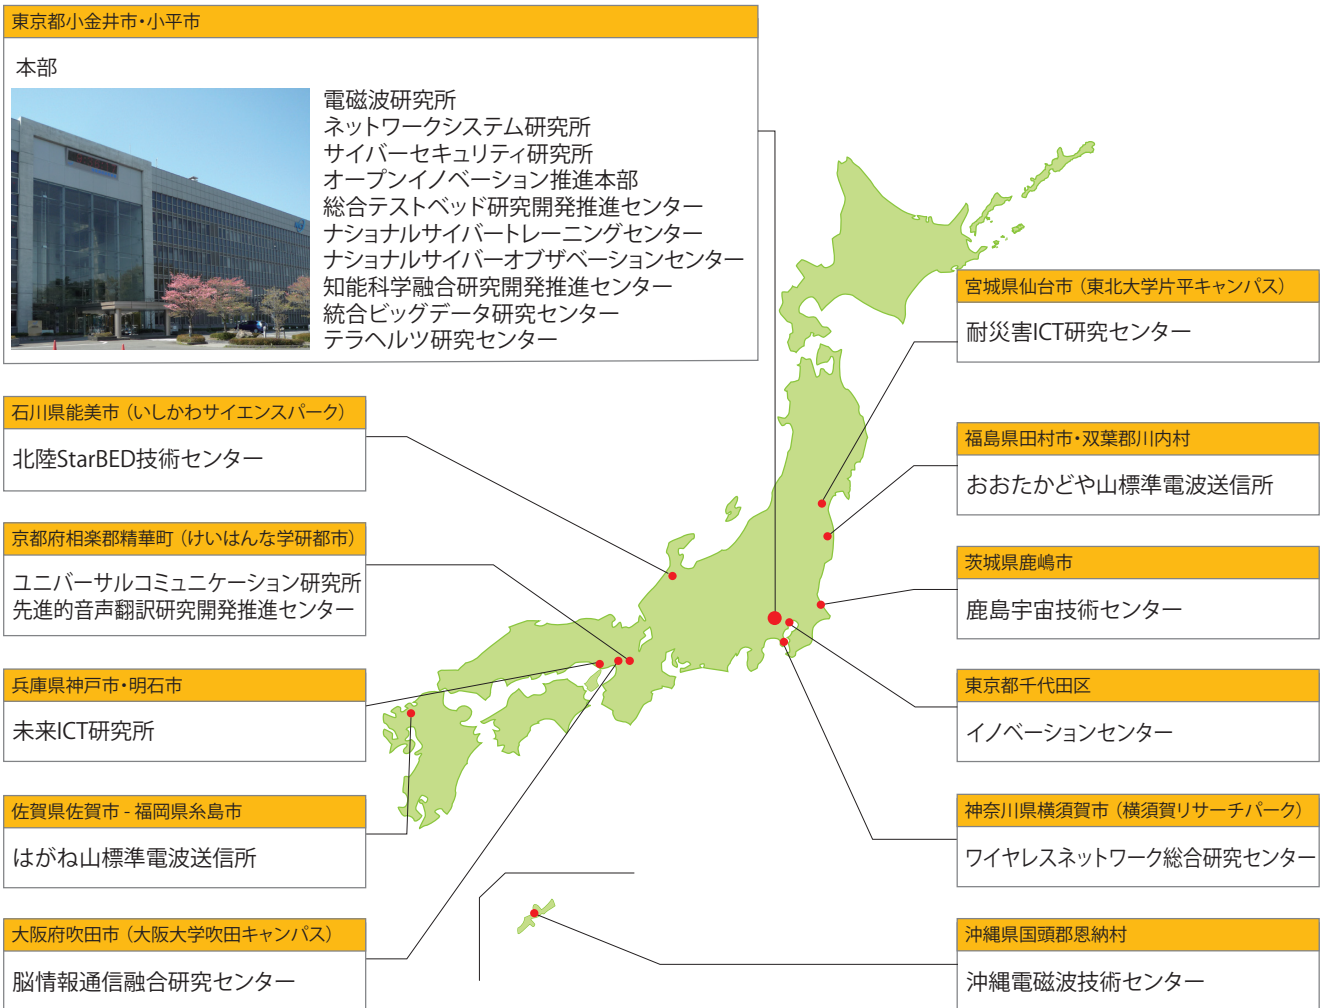 東京都小金井市・小平市
本部
電磁波研究所
ネットワークシステム研究所
サイバーセキュリティ研究所
オープンイノベーション推進本部
総合テストベッド研究開発推進センター
ナショナルサイバートレーニングセンター
ナショナルサイバーオブザベーションセンター
知能科学融合研究開発推進センター
統合ビッグデータ研究センター
テラヘルツ研究センター
石川県能美市（いしかわサイエンスパーク）
北陸StarBED技術センター
京都府相楽郡精華町（けいはんな学研都市）
ユニバーサルコミュニケーション研究所
先進的音声翻訳研究開発推進センター
兵庫県神戸市・明石市
未来ICT研究所
佐賀県佐賀市 - 福岡県糸島市
はがね山標準電波送信所
大阪府吹田市（大阪大学吹田キャンパス）
脳情報通信融合研究センター
宮城県仙台市（東北大学片平キャンパス）
耐災害ICT研究センター
福島県田村市・双葉郡川内村
おおたかどや山標準電波送信所
茨城県鹿嶋市
鹿島宇宙技術センター
東京都千代田区
イノベーションセンター
神奈川県横須賀市（横須賀リサーチパーク）
ワイヤレスネットワーク総合研究センター
沖縄県国頭郡恩納村
沖縄電磁波技術センター